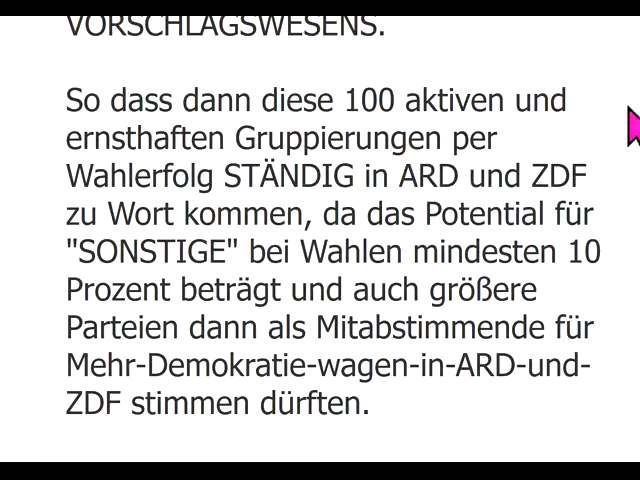 VORSCHLAGSWESENS.
So dass dann diese 100 aktiven und
ernsthaften Gruppierungen per
Wahlerfolg STÄNDIG in ARD und ZDF
zu Wort kommen, da das Potential für
"SONSTIGE" bei Wahlen mindesten 10
Prozent beträgt und auch größere
Parteien dann als Mitabstimmende für
Mehr-Demokratie-wagen-in-ARD-und-
ZDF stimmen dürften.